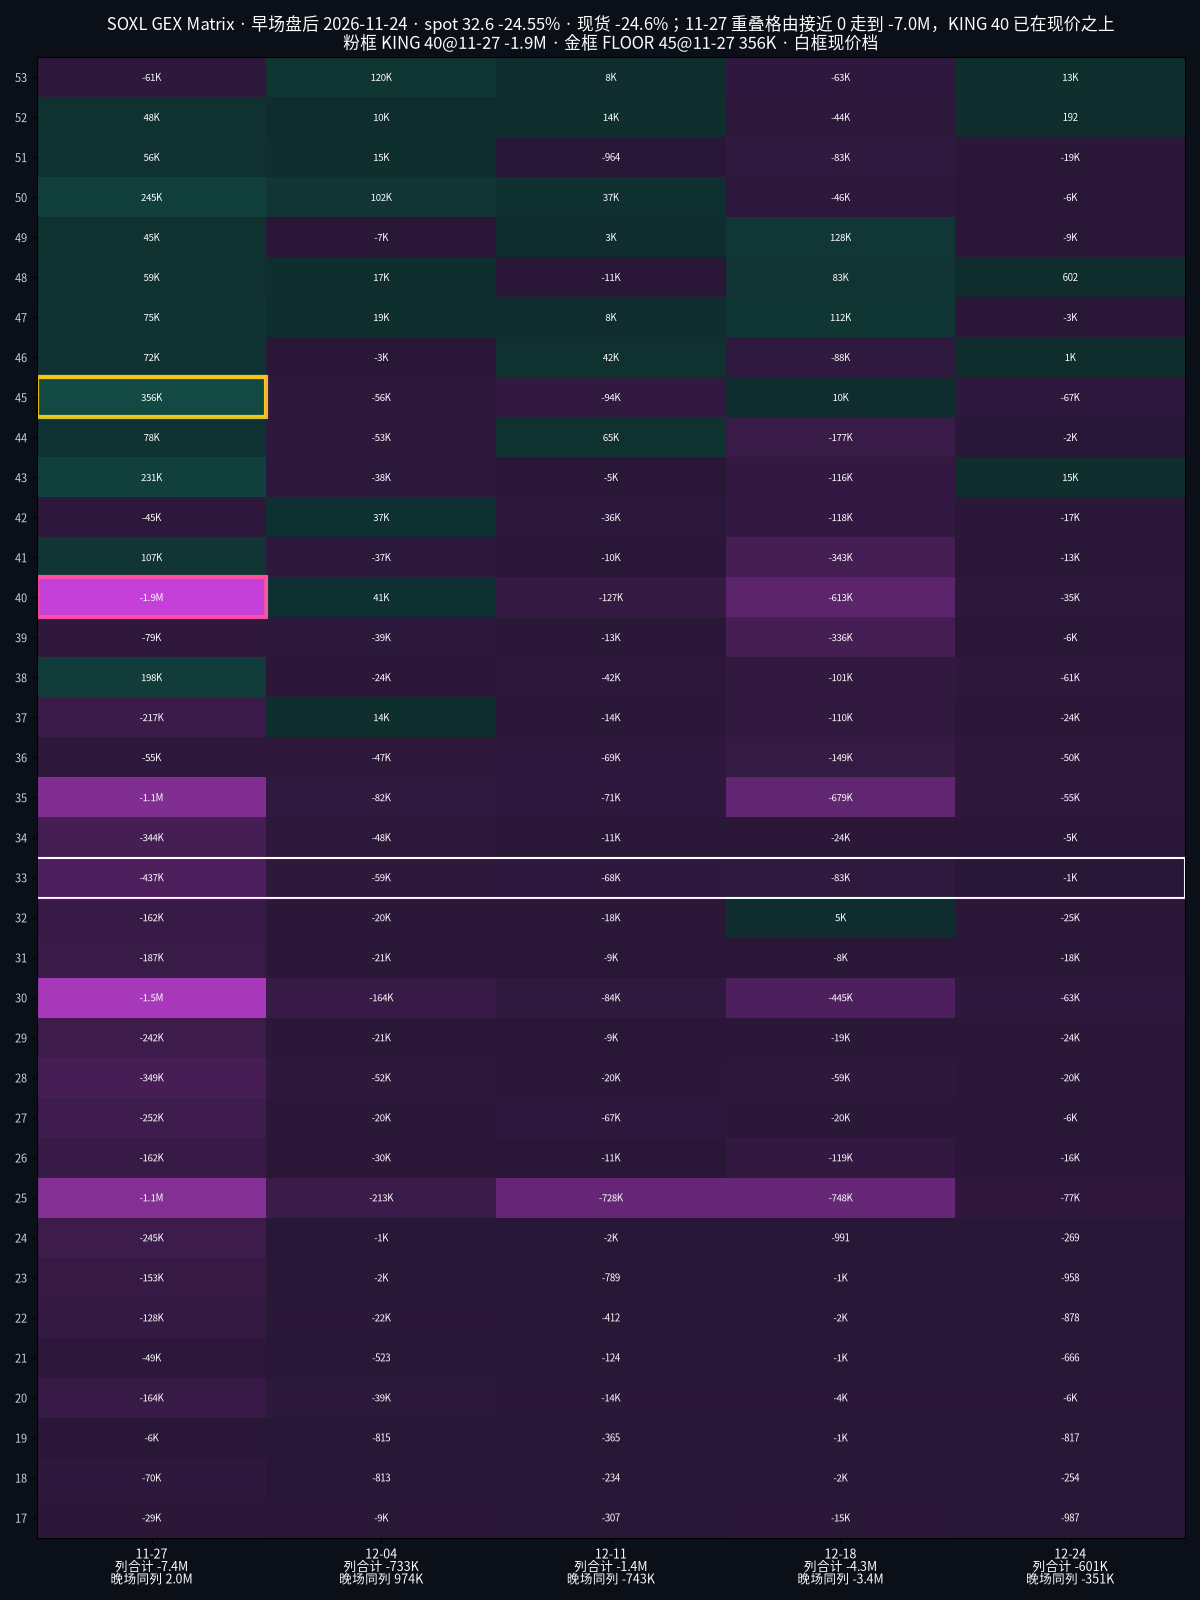 SOXL GEX Matrix · 早场盘后 2026-11-24 · spot 32.6 -24.55% · 现货 -24.6%；11-27 重叠格由接近 0 走到 -7.0M，KING 40 已在现价之上
粉框 KING 40@11-27 -1.9M · 金框 FLOOR 45@11-27 356K · 白框现价档
53 -61K 120K 8K -63K 13K
52 48K 10K 14K -44K 192
51 56K 15K -964 -83K -19K
50 245K 102K 37K -46K -6K
49 45K -7K 3K 128K -9K
48 59K 17K -11K 83K 602
47 75K 19K 8K 112K -3K
46 72K -3K 42K -88K 1K
45 356K -56K -94K 10K -67K
44 78K -53K 65K -177K -2K
43 231K -38K -5K -116K 15K
42 -45K 37K -36K -118K -17K
41 107K -37K -10K -343K -13K
40 -1.9M 41K -127K -613K -35K
39 -79K -39K -13K -336K -6K
38 198K -24K -42K -101K -61K
37 -217K 14K -14K -110K -24K
36 -55K -47K -69K -149K -50K
35 -1.1M -82K -71K -679K -55K
34 -344K -48K -11K -24K -5K
33 -437K -59K -68K -83K -1K
32 -162K -20K -18K 5K -25K
31 -187K -21K -9K -8K -18K
30 -1.5M -164K -84K -445K -63K
29 -242K -21K -9K -19K -24K
28 -349K -52K -20K -59K -20K
27 -252K -20K -67K -20K -6K
26 -162K -30K -11K -119K -16K
25 -1.1M -213K -728K -748K -77K
24 -245K -1K -2K -991 -269
23 -153K -2K -789 -1K -958
22 -128K -22K -412 -2K -878
21 -49K -523 -124 -1K -666
20 -164K -39K -14K -4K -6K
19 -6K -815 -365 -1K -817
18 -70K -813 -234 -2K -254
17 -29K -9K -307 -15K -987
11-27 12-04 12-11 12-18 12-24
列合计 -7.4M 列合计 -733K 列合计 -1.4M 列合计 -4.3M 列合计 -601K
晚场同列 2.0M 晚场同列 974K 晚场同列 -743K 晚场同列 -3.4M 晚场同列 -351K